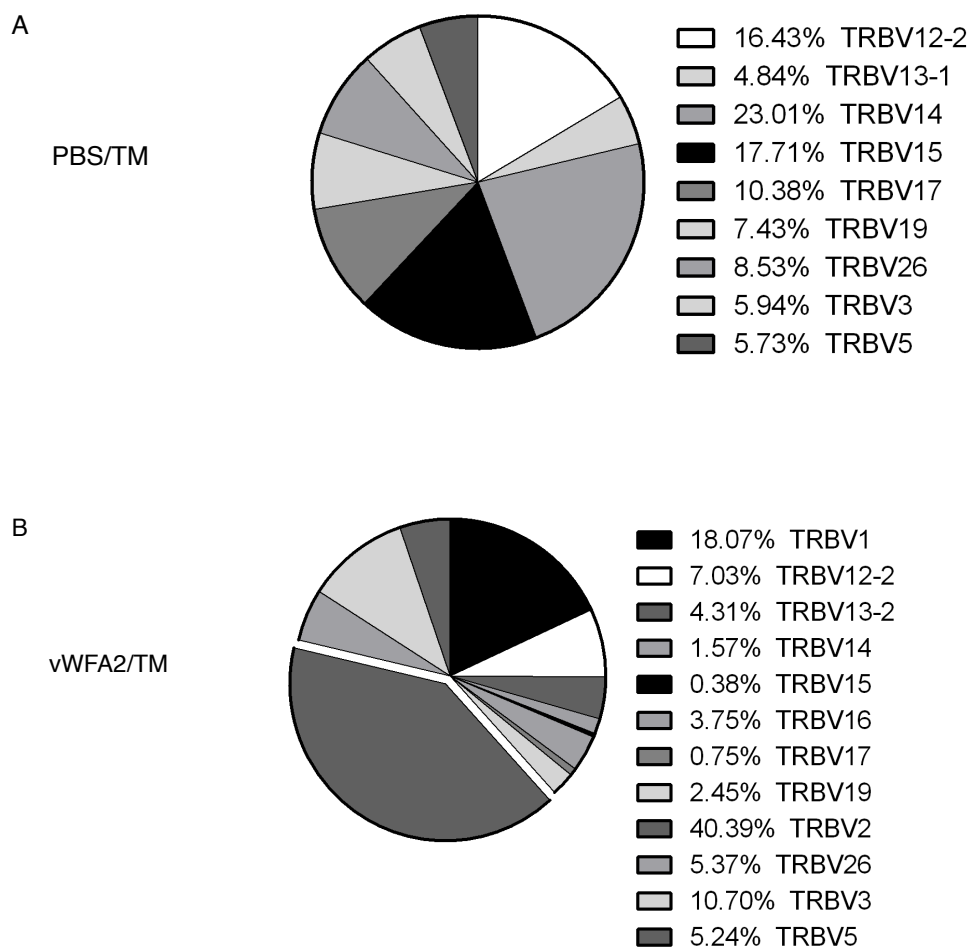 A
PBS/TM
16.43% TRBV12-2
4.84% TRBV13-1
23.01% TRBV14
17.71% TRBV15
10.38% TRBV17
7.43% TRBV19
8.53% TRBV26
5.94% TRBV3
5.73% TRBV5
B
vWFA2/TM
18.07% TRBV1
7.03% TRBV12-2
4.31% TRBV13-2
1.57% TRBV14
0.38% TRBV15
3.75% TRBV16
0.75% TRBV17
2.45% TRBV19
40.39% TRBV2
5.37% TRBV26
10.70% TRBV3
5.24% TRBV5